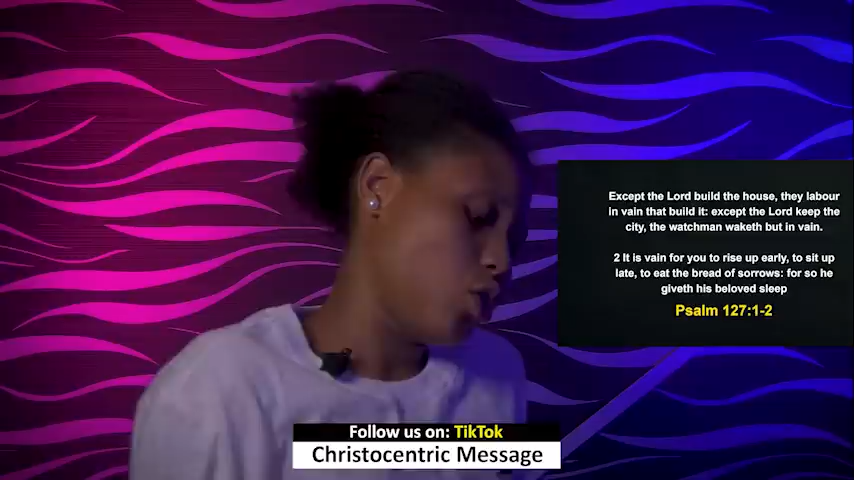 Except the Lord build the house, they labour
in vain that build it: except the Lord keep the
city, the watchman waketh but in vain.
2 It is vain for you to rise up early, to sit up
late, to eat the bread of sorrows: for so he
giveth his beloved sleep
Psalm 127:1-2
Follow us on: TikTok
Christocentric Message